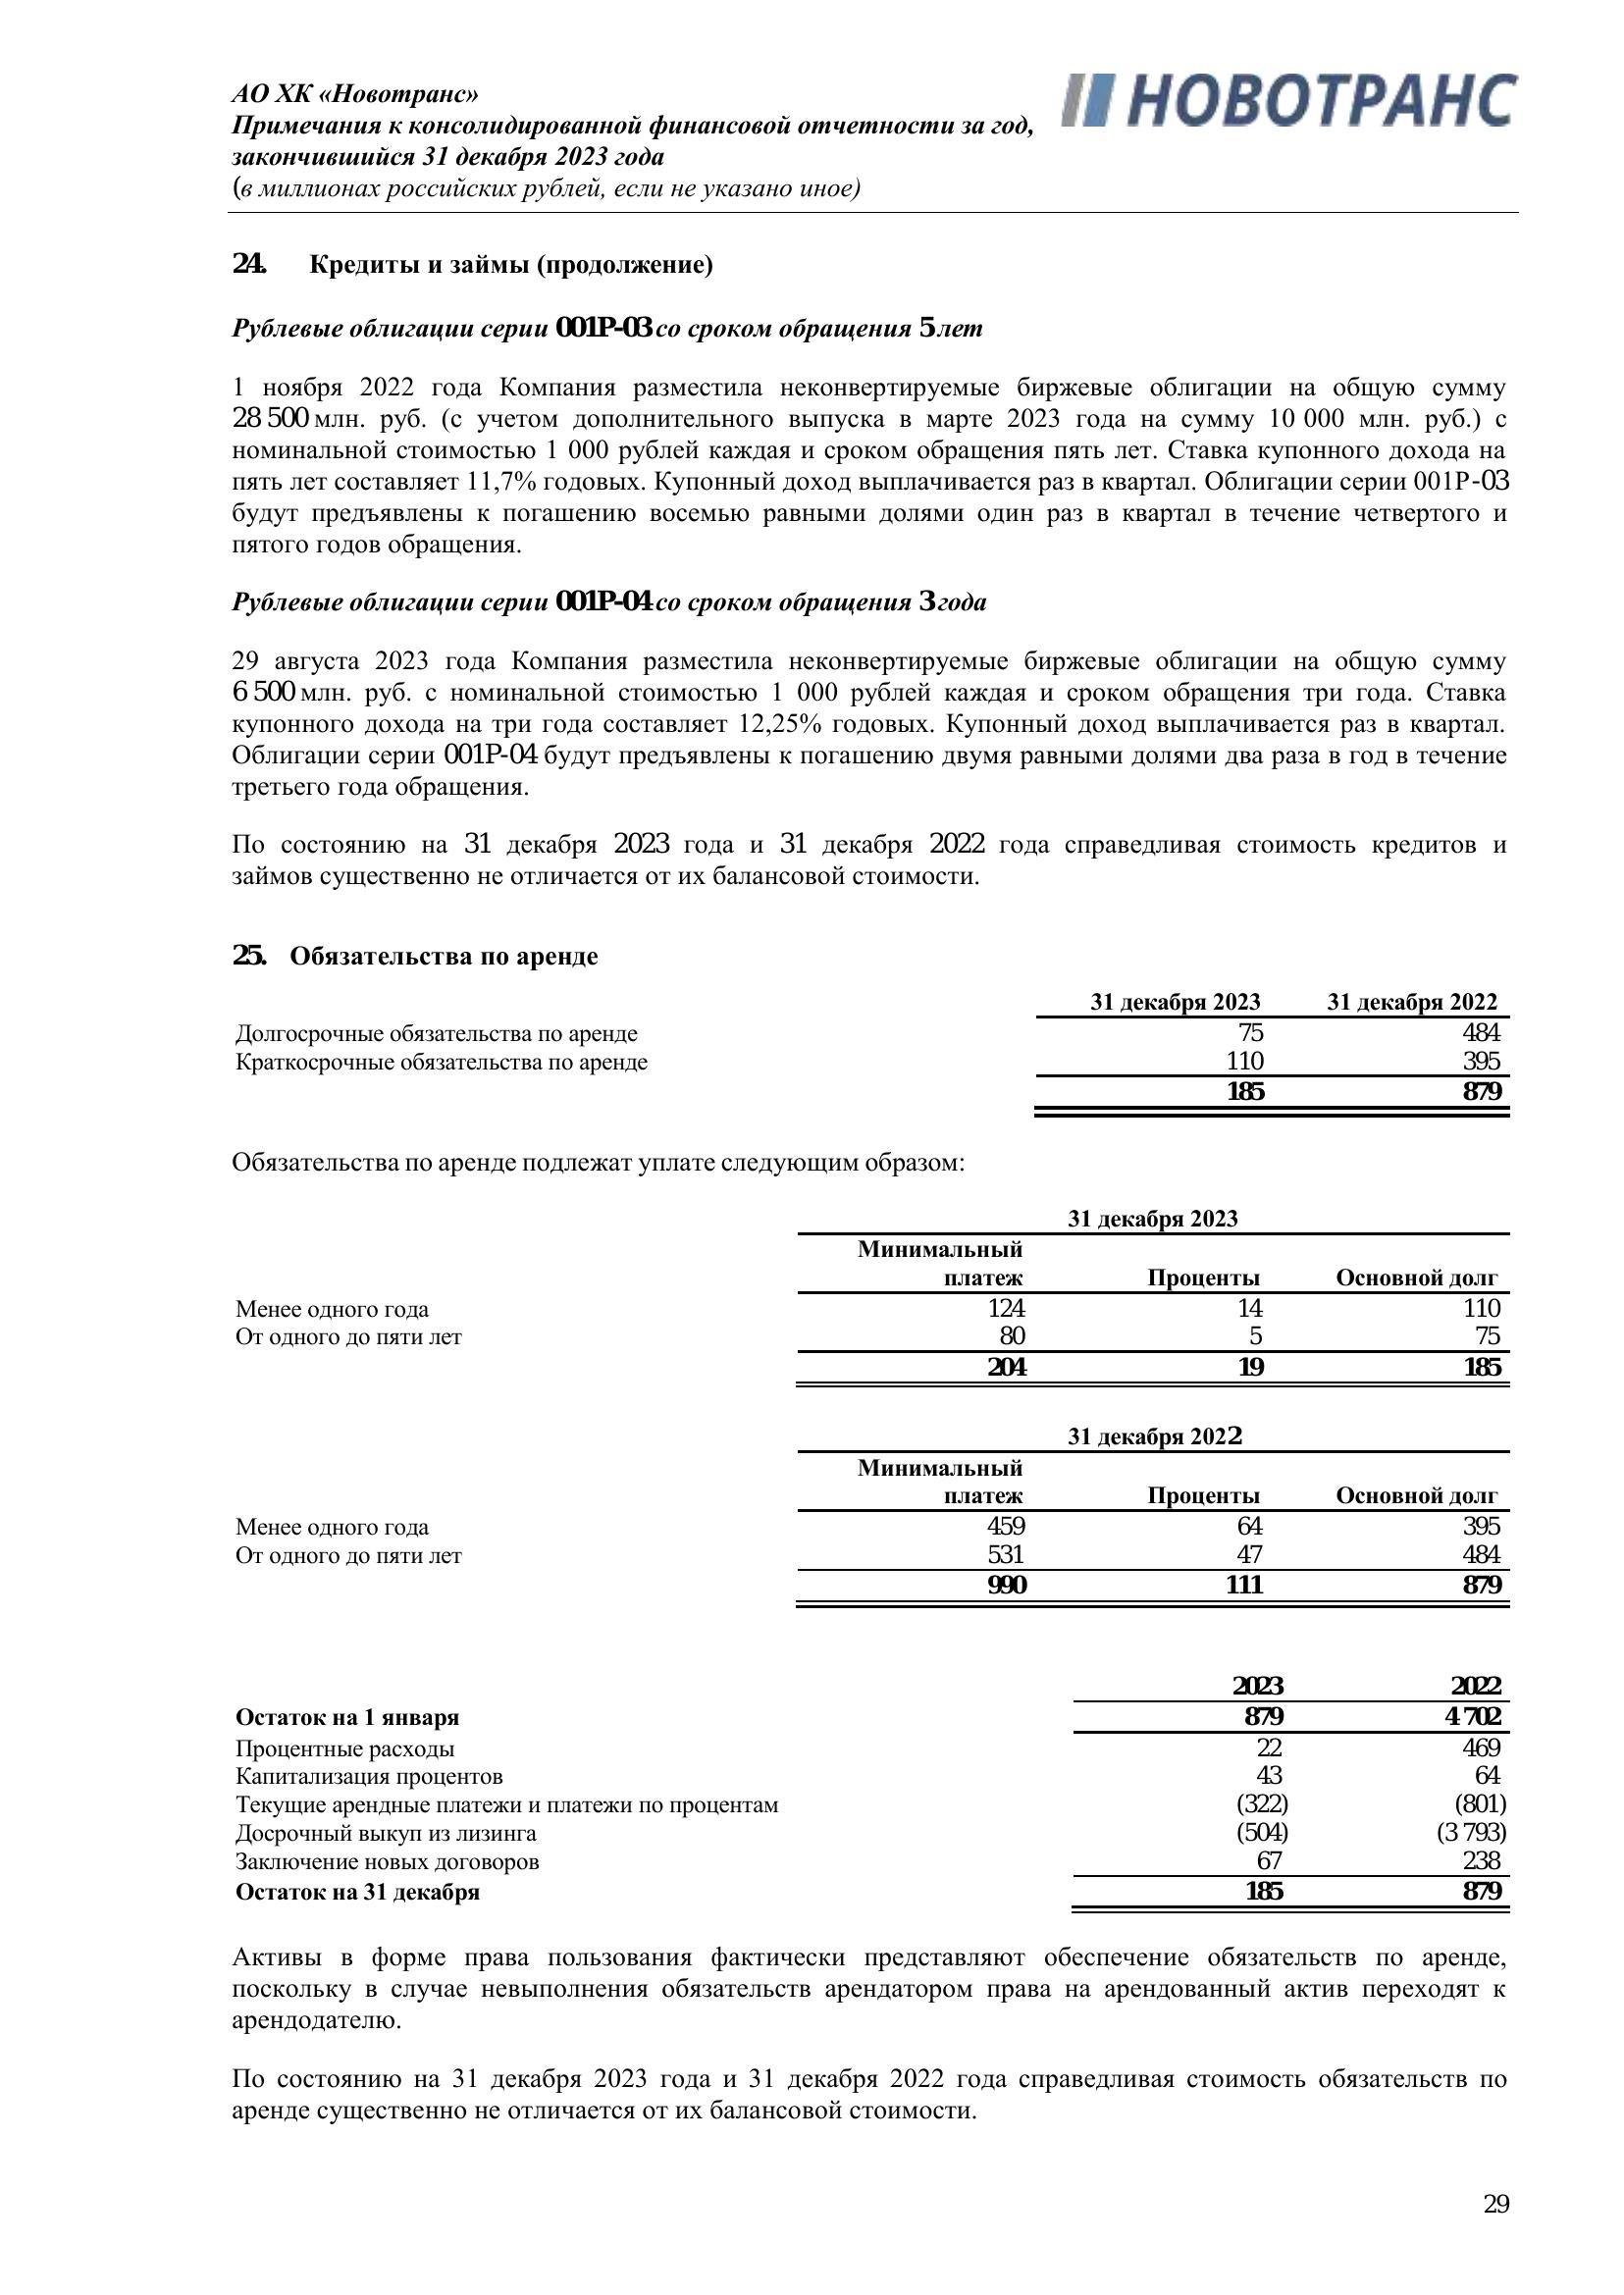 АО ХК «Новотранс»
Примечания к консолидированной финансовой отчетности за год,
закончившийся 31 декабря 2023 года
(в миллионах российских рублей, если не указано иное)
НОВОТРАНС
24. Кредиты и займы (продолжение)
Рублевые облигации серии 001P-03 со сроком обращения 5 лет
1 ноября 2022 года Компания разместила неконвертируемые биржевые облигации на общую сумму
28 500 млн. руб. (с учетом дополнительного выпуска в марте 2023 года на сумму 10 000 млн. руб.) с
номинальной стоимостью 1 000 рублей каждая и сроком обращения пять лет. Ставка купонного дохода на
пять лет составляет 11,7% годовых. Купонный доход выплачивается раз в квартал. Облигации серии 001P-03
будут предъявлены к погашению восемью равными долями один раз в квартал в течение четвертого и
пятого годов обращения.
Рублевые облигации серии 001P-04 со сроком обращения 3 года
29 августа 2023 года Компания разместила неконвертируемые биржевые облигации на общую сумму
6 500 млн. руб. с номинальной стоимостью 1 000 рублей каждая и сроком обращения три года. Ставка
купонного дохода на три года составляет 12,25% годовых. Купонный доход выплачивается раз в квартал.
Облигации серии 001P-04 будут предъявлены к погашению двумя равными долями два раза в год в течение
третьего года обращения.
По состоянию на 31 декабря 2023 года и 31 декабря 2022 года справедливая стоимость кредитов и
займов существенно не отличается от их балансовой стоимости.
25. Обязательства по аренде
31 декабря 2023 31 декабря 2022
Долгосрочные обязательства по аренде 75 484
Краткосрочные обязательства по аренде 110 395
185 879
Обязательства по аренде подлежат уплате следующим образом:
31 декабря 2023
Минимальный
платеж Проценты Основной долг
Менее одного года 124 14 110
От одного до пяти лет 80 5 75
204 19 185
31 декабря 2022
Минимальный
платеж Проценты Основной долг
Менее одного года 459 64 395
От одного до пяти лет 531 47 484
990 111 879
2023 2022
Остаток на 1 января 879 4 702
Процентные расходы 22 469
Капитализация процентов 43 64
Текущие арендные платежи и платежи по процентам (322) (801)
Досрочный выкуп из лизинга (504) (3 793)
Заключение новых договоров 67 238
Остаток на 31 декабря 185 879
Активы в форме права пользования фактически представляют обеспечение обязательств по аренде,
поскольку в случае невыполнения обязательств арендатором права на арендованный актив переходят к
арендодателю.
По состоянию на 31 декабря 2023 года и 31 декабря 2022 года справедливая стоимость обязательств по
аренде существенно не отличается от их балансовой стоимости.
29